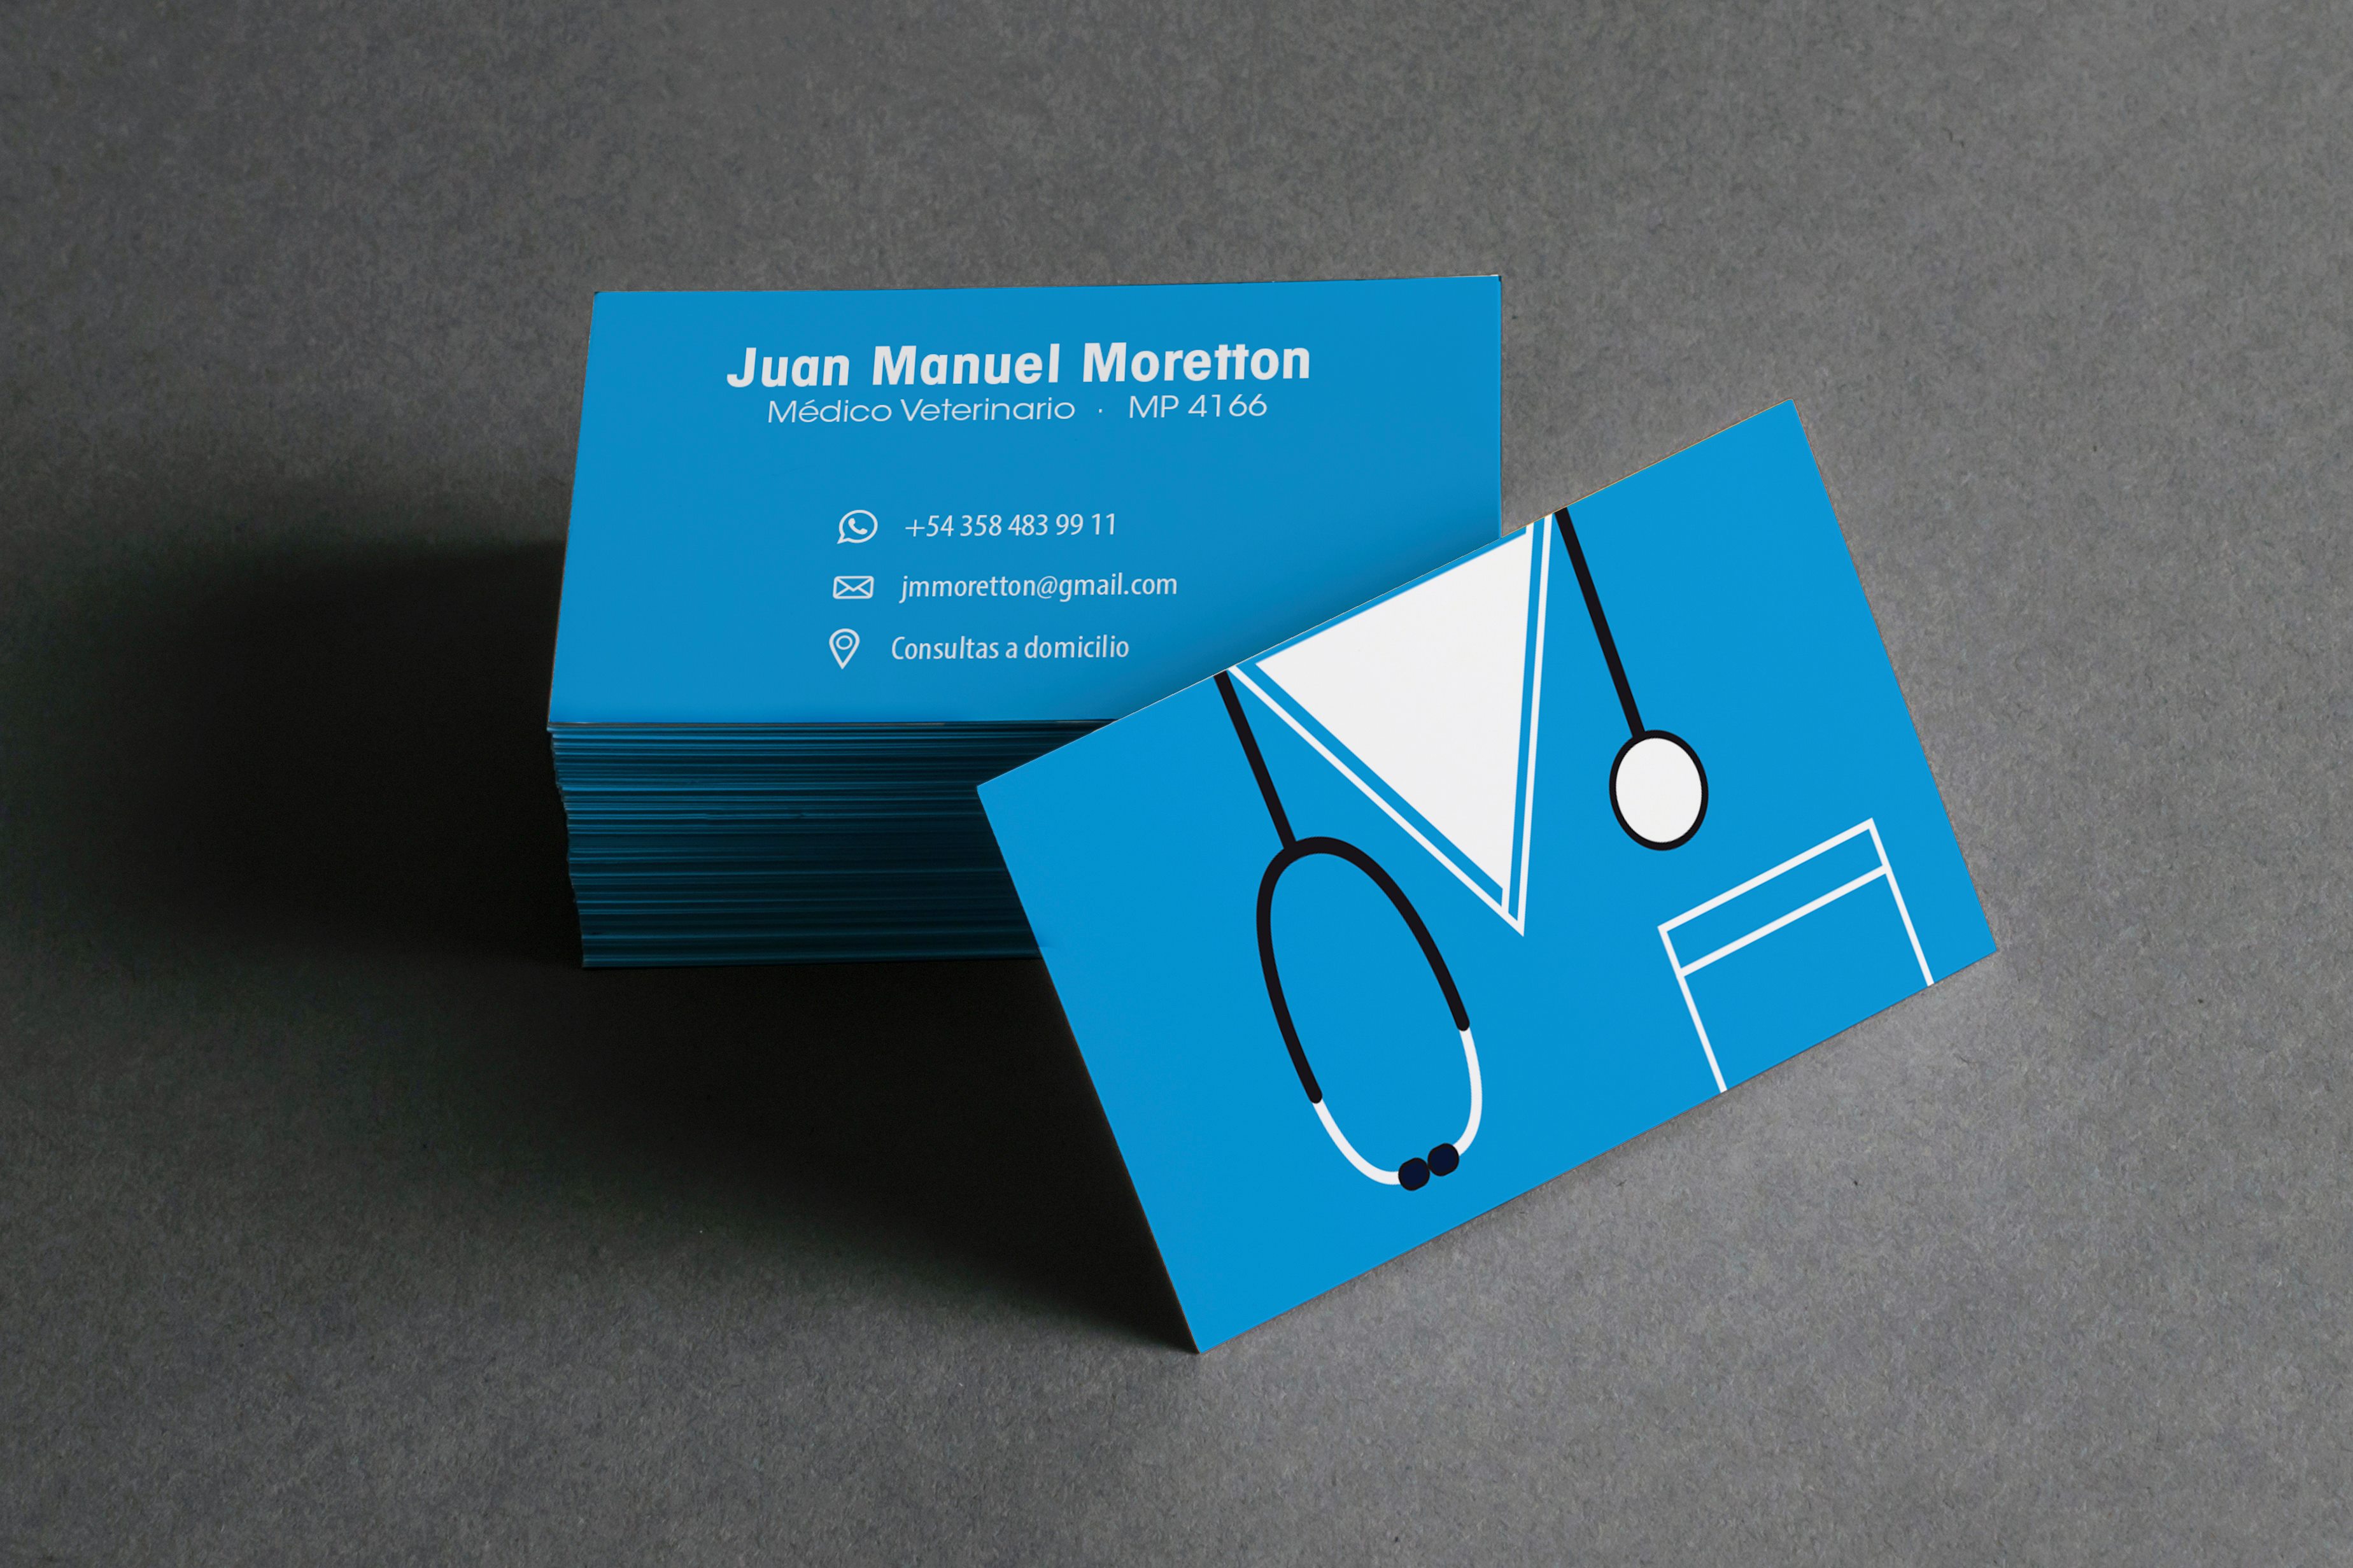 Juan Manuel Moretton
Médico Veterinario · MP 4166
+54 358 483 99 11
jmmoretton@gmail.com
Consultas a domicilio